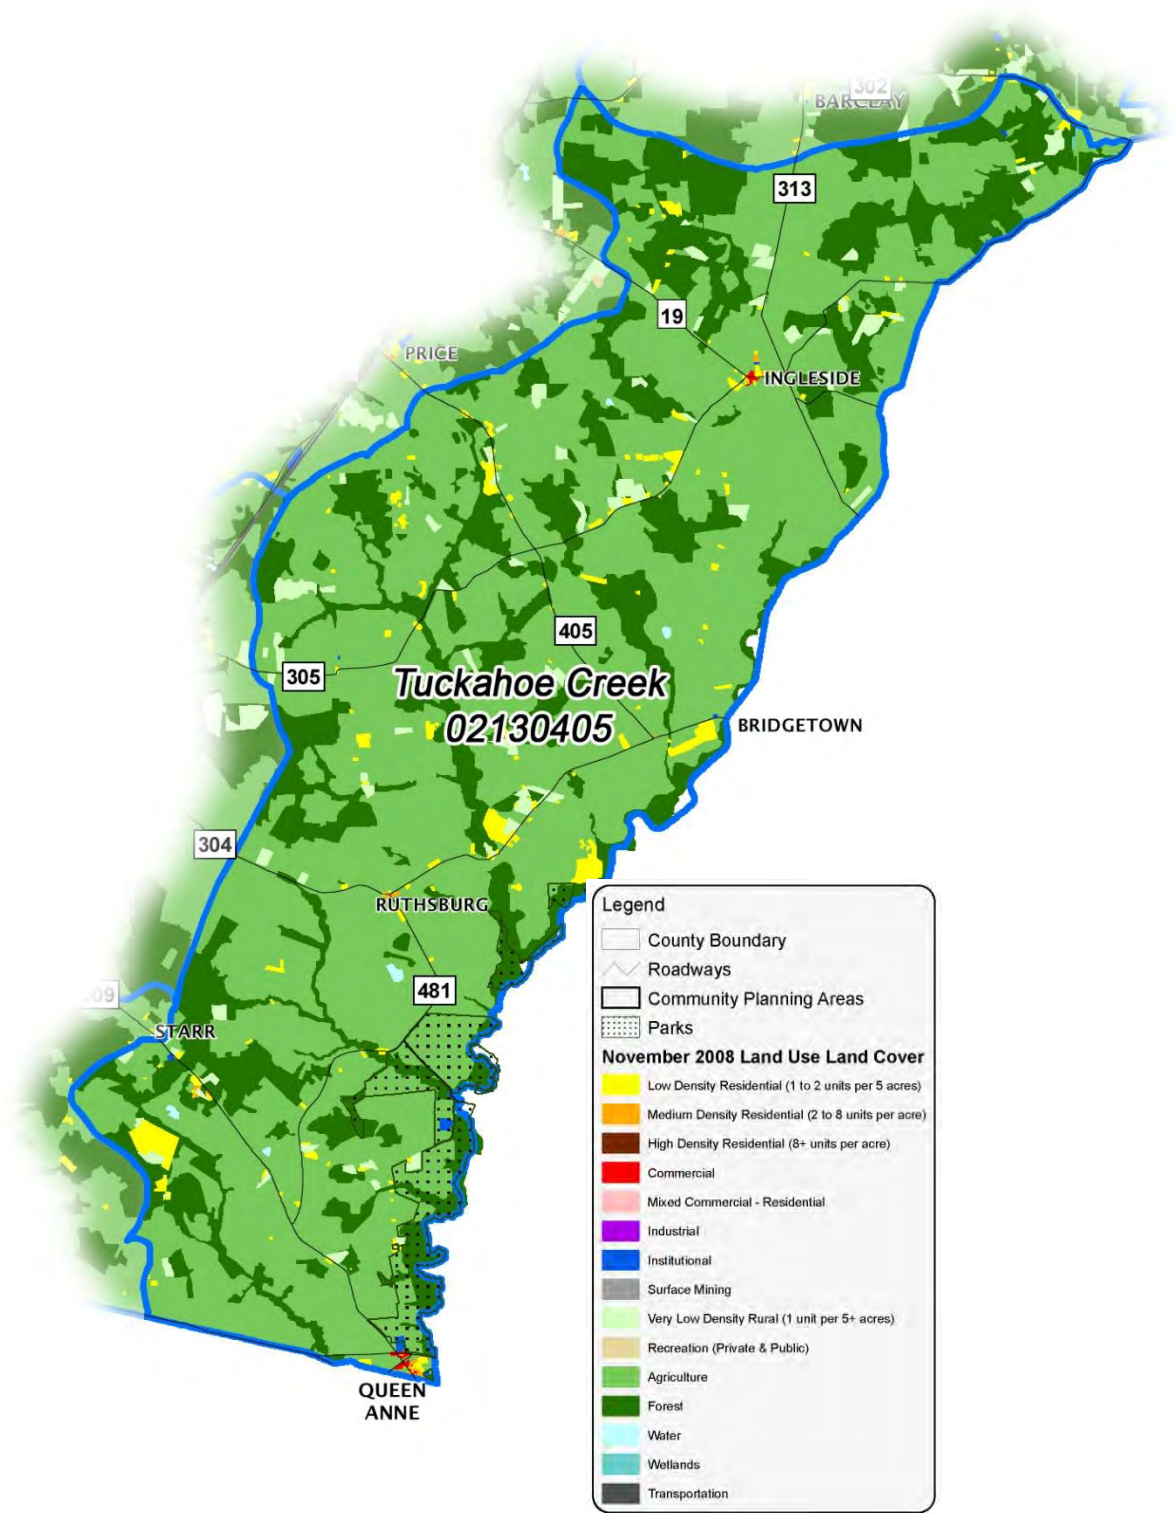 302
BARCLAY
313
19
PRICE
INGLESIDE
405
305
Tuckahoe Creek
02130405
BRIDGETOWN
304
RUTHSBURG
481
STARR
QUEEN
ANNE
Legend
County Boundary
Roadways
Community Planning Areas
Parks
November 2008 Land Use Land Cover
Low Density Residential (1 to 2 units per 5 acres)
Medium Density Residential (2 to 8 units per acre)
High Density Residential (8+ units per acre)
Commercial
Mixed Commercial - Residential
Industrial
Institutional
Surface Mining
Very Low Density Rural (1 unit per 5+ acres)
Recreation (Private & Public)
Agriculture
Forest
Water
Wetlands
Transportation